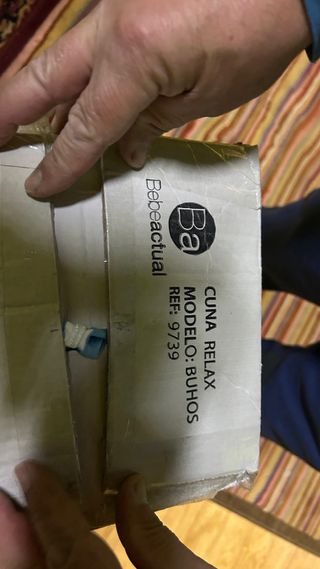 Ba
Bebeactual
CUNA RELAX
MODELO: BUHOS
REF: 9739